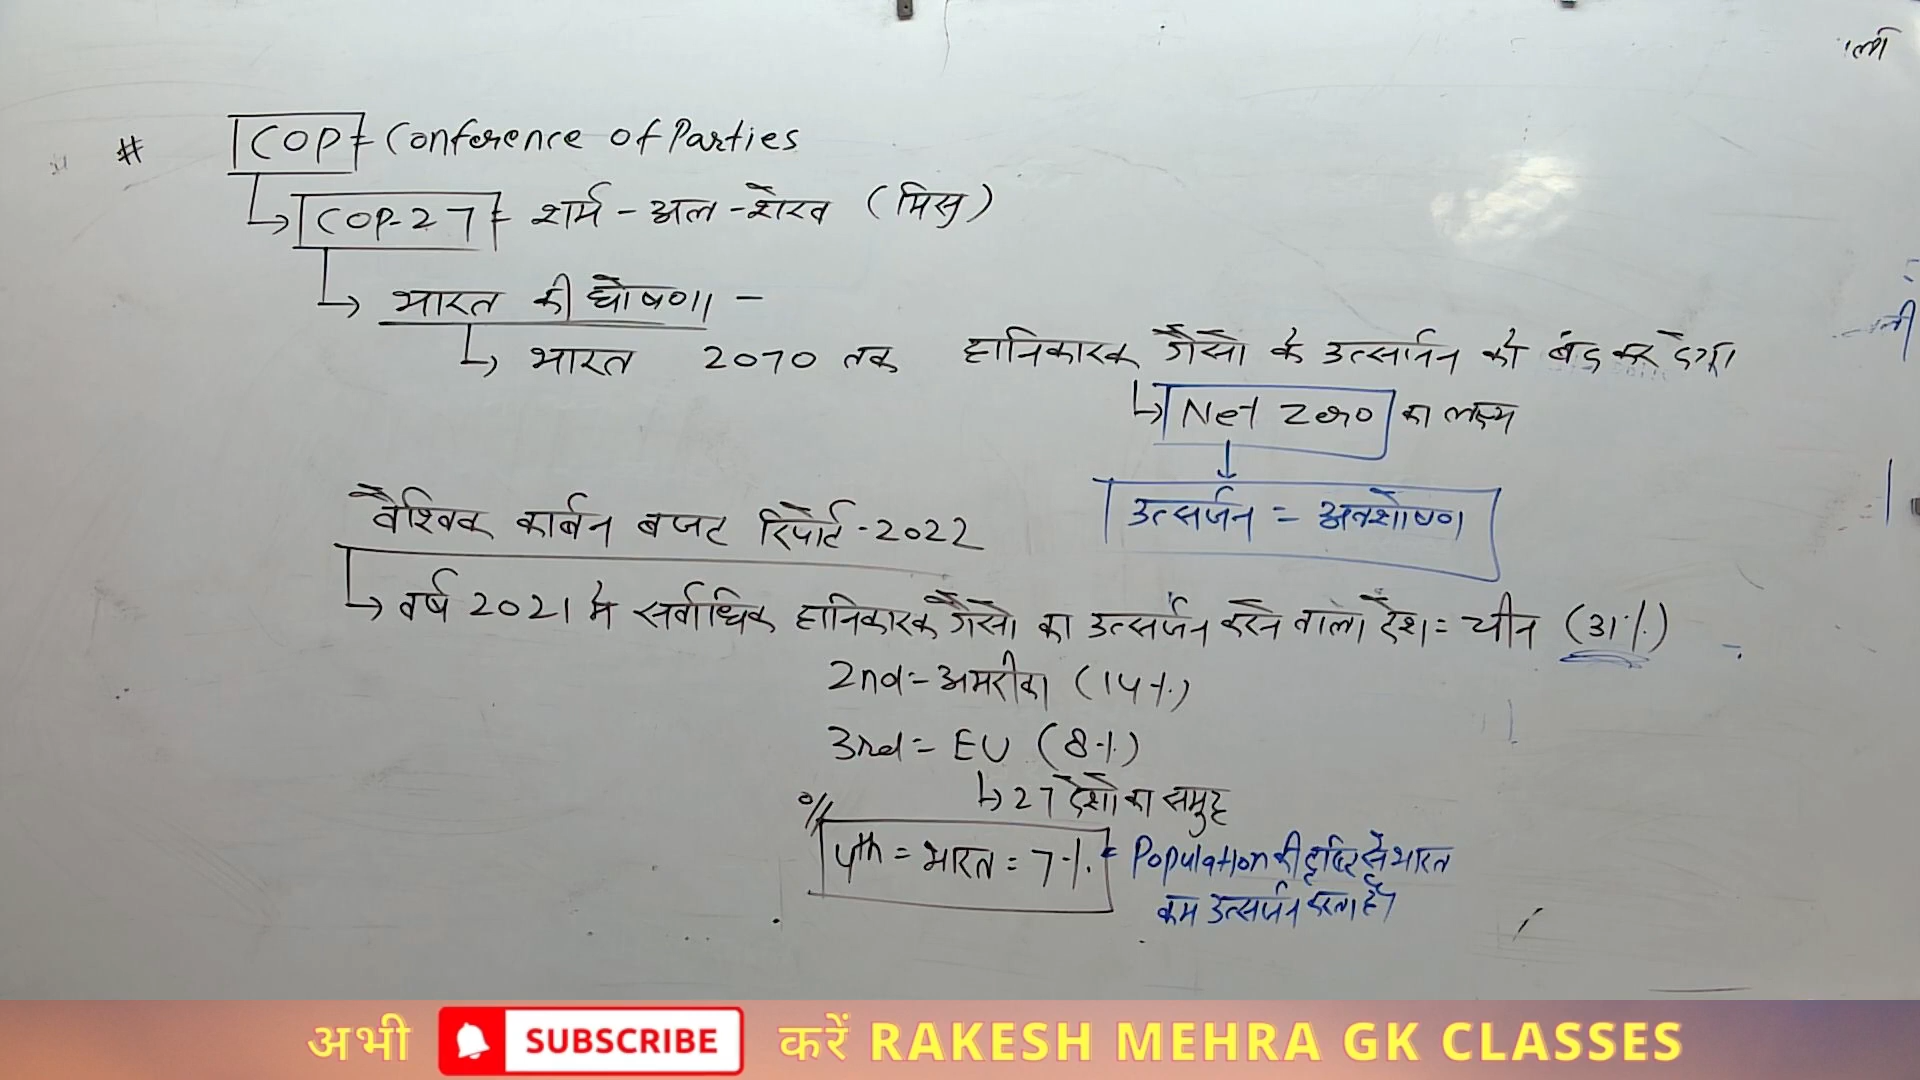 # COP = Conference of Parties
↳ COP-27 = शर्म - अल - शेख (मिस्र)
↳ भारत की घोषणा -
↳ भारत 2070 तक हानिकारक गैसों के उत्सर्जन को बंद कर देगा
↳ Net Zero का लक्ष्य
उत्सर्जन = अवशोषण
वैश्विक कार्बन बजट रिपोर्ट - 2022
↳ वर्ष 2021 में सर्वाधिक हानिकारक गैसों का उत्सर्जन करने वाला देश = चीन (31%)
2nd = अमरीका (14%)
3rd = EU (8%)
↳ 27 देशों का समुह
4th = भारत = 7% = Population की दृष्टि से भारत
कम उत्सर्जन करता है
अभी SUBSCRIBE करें RAKESH MEHRA GK CLASSES